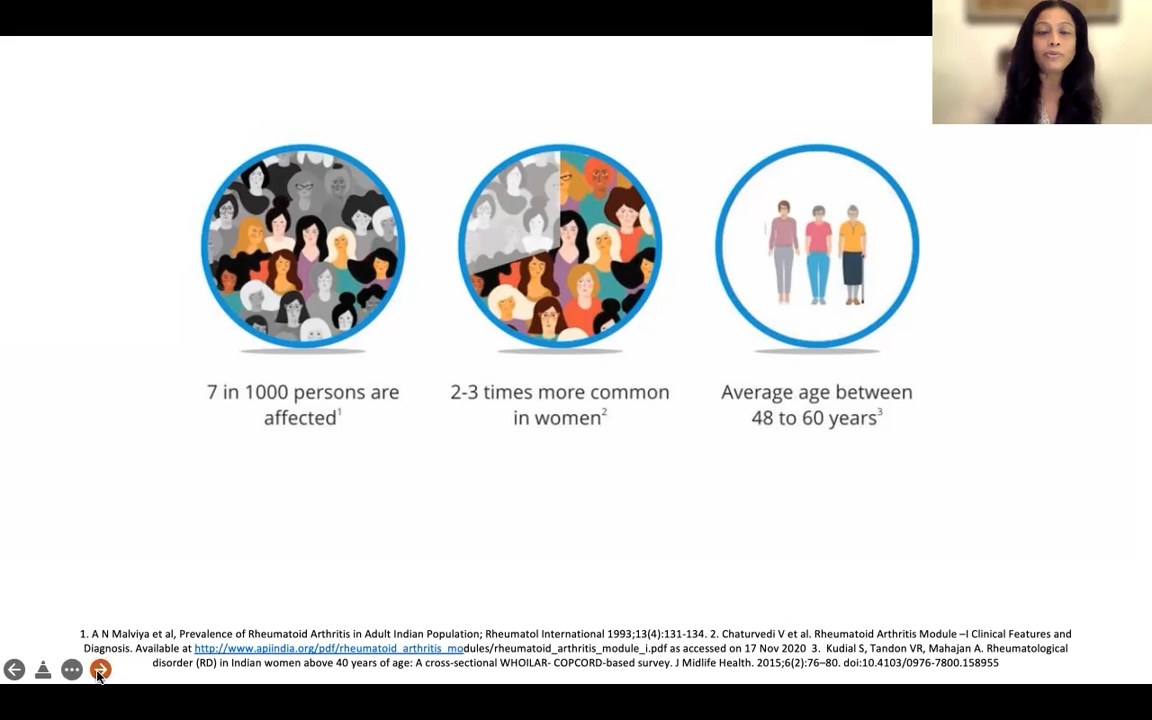 7 in 1000 persons are
affected1
2-3 times more common
in women2
Average age between
48 to 60 years3
1. A N Malviya et al, Prevalence of Rheumatoid Arthritis in Adult Indian Population; Rheumatol International 1993;13(4):131-134. 2. Chaturvedi V et al. Rheumatoid Arthritis Module –I Clinical Features and
Diagnosis. Available at http://www.apiindia.org/pdf/rheumatoid_arthritis_modules/rheumatoid_arthritis_module_i.pdf as accessed on 17 Nov 2020 3. Kudial S, Tandon VR, Mahajan A. Rheumatological
disorder (RD) in Indian women above 40 years of age: A cross-sectional WHOILAR- COPCORD-based survey. J Midlife Health. 2015;6(2):76–80. doi:10.4103/0976-7800.158955